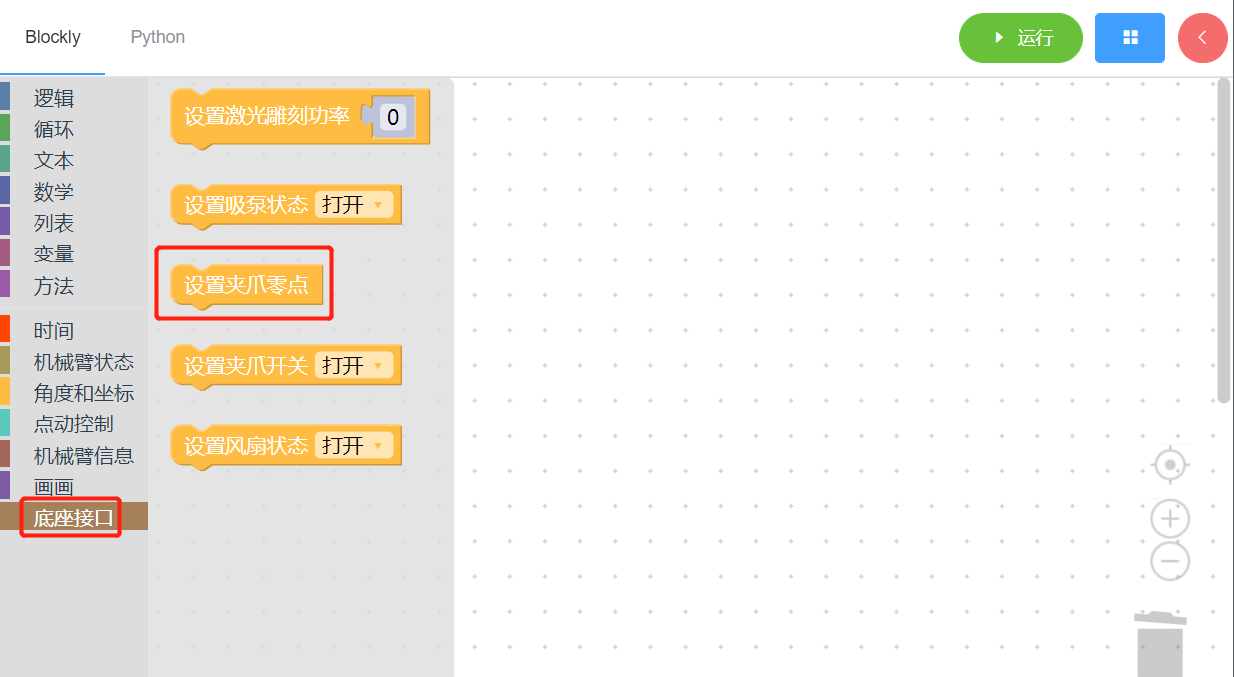 Blockly Python 运行
逻辑
循环
文本
数学
列表
变量
方法
时间
机械臂状态
角度和坐标
点动控制
机械臂信息
画画
底座接口
设置激光雕刻功率 0
设置吸泵状态 打开
设置夹爪零点
设置夹爪开关 打开
设置风扇状态 打开